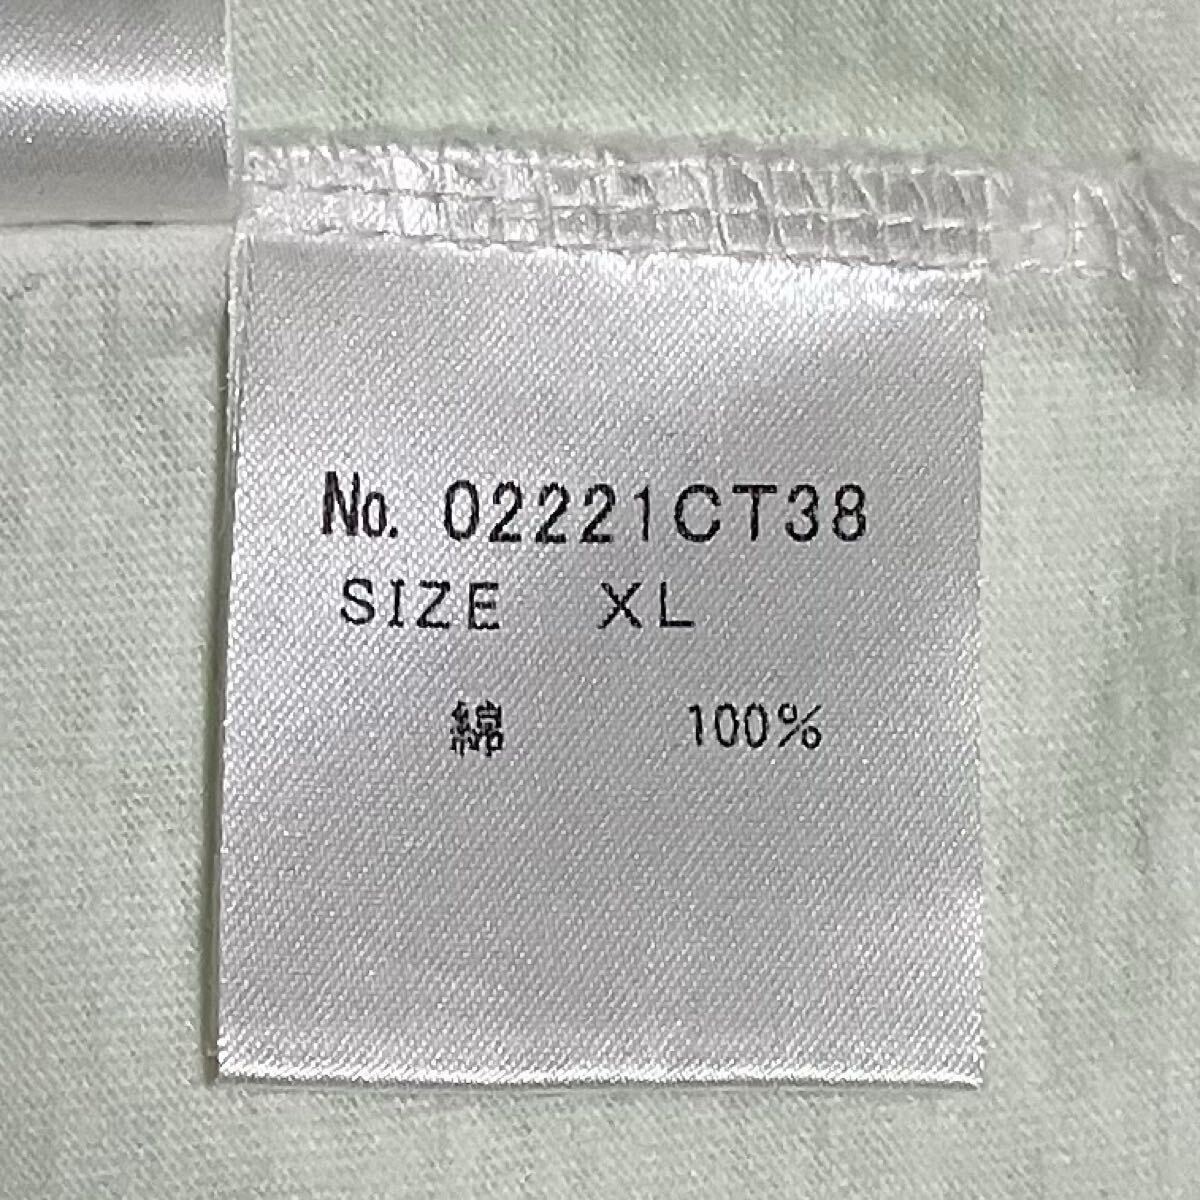 No. 02221CT38
SIZE XL
綿 100%